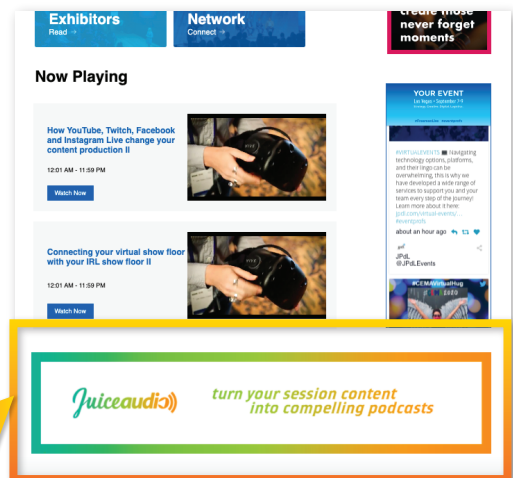 Exhibitors
Read →
Network
Connect →
create those
never forget
moments
Now Playing
How YouTube, Twitch, Facebook
and Instagram Live change your
content production II
12:01 AM - 11:59 PM
Watch Now
Connecting your virtual show floor
with your IRL show floor II
12:01 AM - 11:59 PM
Watch Now
YOUR EVENT
Las Vegas • September 7-9
#VIRTUALEVENTS Navigating
technology options, platforms,
and their lingo can be
overwhelming, this is why we
have developed a wide range of
services to support you and your
team every step of the journey!
Learn more about it here:
jpdl.com/virtual-events/…
#eventprofs
about an hour ago
jpdl
JPdL
@JPdLEvents
#CEMAVirtualHug
2020
Juiceaudio
turn your session content
into compelling podcasts